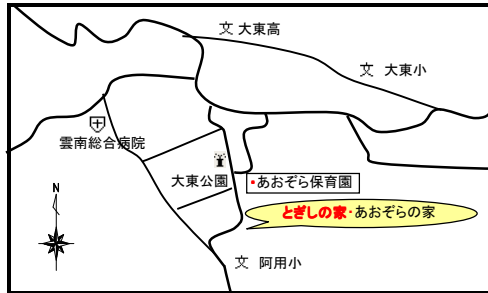 文 大東高
文 大東小
雲南総合病院
大東公園
・あおぞら保育園
とぎしの家・あおぞらの家
N
文 阿用小